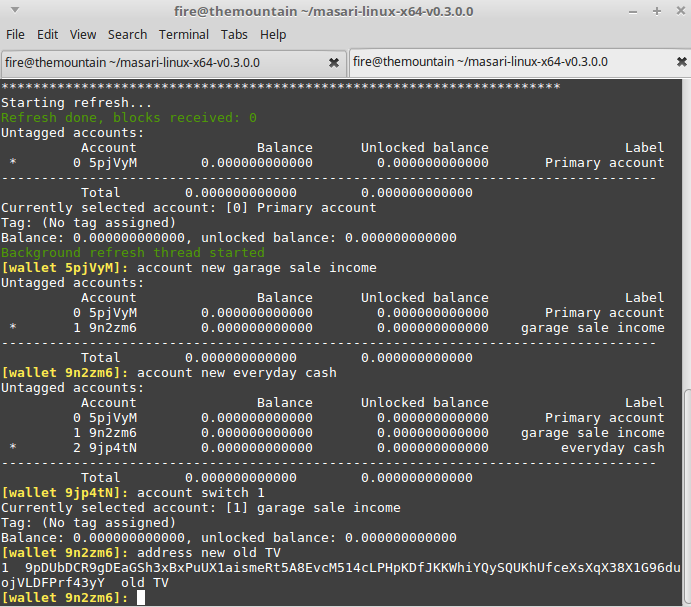 fire@themountain ~/masari-linux-x64-v0.3.0.0
File Edit View Search Terminal Tabs Help
fire@themountain ~/masari-linux-x64-v0.3.0.0 fire@themountain ~/masari-linux-x64-v0.3.0.0
**********************************************************************
Starting refresh...
Refresh done, blocks received: 0
Untagged accounts:
          Account               Balance      Unlocked balance                 Label
 *       0 5pjVyM        0.000000000000        0.000000000000       Primary account
----------------------------------------------------------------------------------
          Total        0.000000000000        0.000000000000
Currently selected account: [0] Primary account
Tag: (No tag assigned)
Balance: 0.000000000000, unlocked balance: 0.000000000000
Background refresh thread started
[wallet 5pjVyM]: account new garage sale income
Untagged accounts:
          Account               Balance      Unlocked balance                 Label
         0 5pjVyM        0.000000000000        0.000000000000       Primary account
 *       1 9n2zm6        0.000000000000        0.000000000000    garage sale income
----------------------------------------------------------------------------------
          Total        0.000000000000        0.000000000000
[wallet 9n2zm6]: account new everyday cash
Untagged accounts:
          Account               Balance      Unlocked balance                 Label
         0 5pjVyM        0.000000000000        0.000000000000       Primary account
         1 9n2zm6        0.000000000000        0.000000000000    garage sale income
 *       2 9jp4tN        0.000000000000        0.000000000000         everyday cash
----------------------------------------------------------------------------------
          Total        0.000000000000        0.000000000000
[wallet 9jp4tN]: account switch 1
Currently selected account: [1] garage sale income
Tag: (No tag assigned)
Balance: 0.000000000000, unlocked balance: 0.000000000000
[wallet 9n2zm6]: address new old TV
1  9pDUbDCR9gDEaGSh3xBxPuUX1aismeRt5A8EvcM514cLPHpKDfJKKWhiYQySQUKhUfceXsXqX38X1G96du
ojVLDFPrf43yY  old TV
[wallet 9n2zm6]: